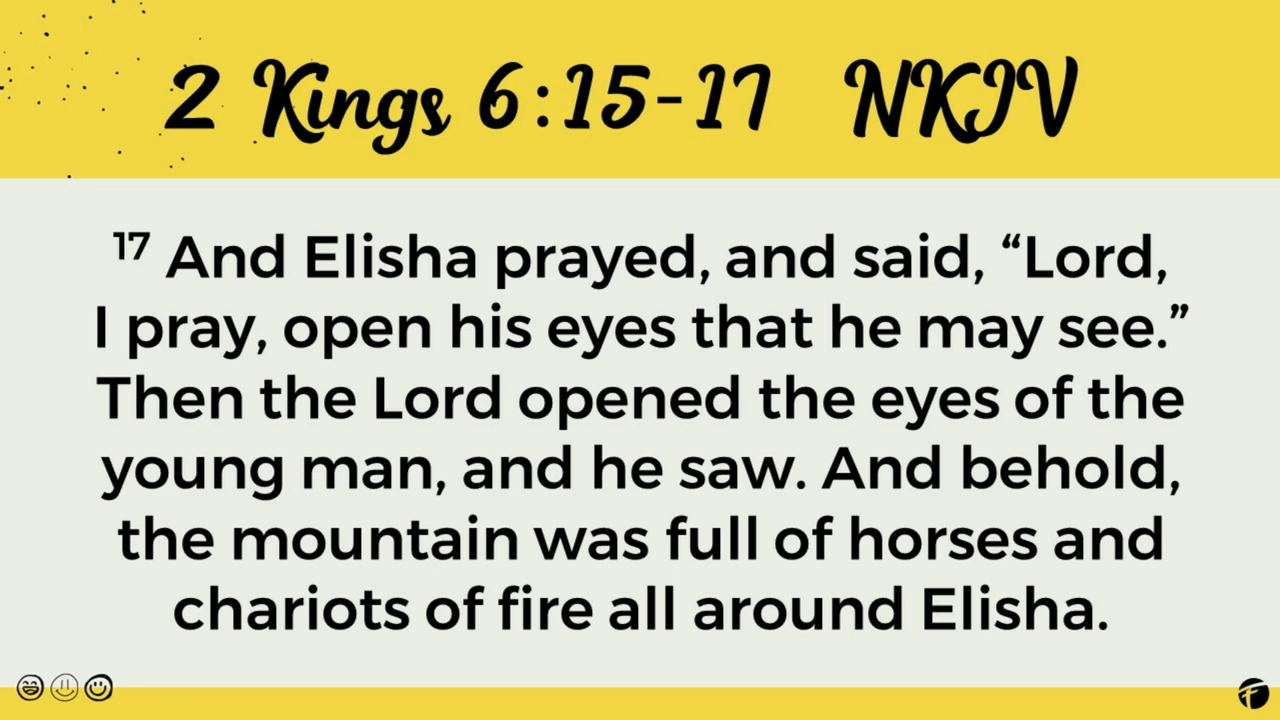 2 Kings 6:15-17 NKJV
17 And Elisha prayed, and said, “Lord,
I pray, open his eyes that he may see.”
Then the Lord opened the eyes of the
young man, and he saw. And behold,
the mountain was full of horses and
chariots of fire all around Elisha.